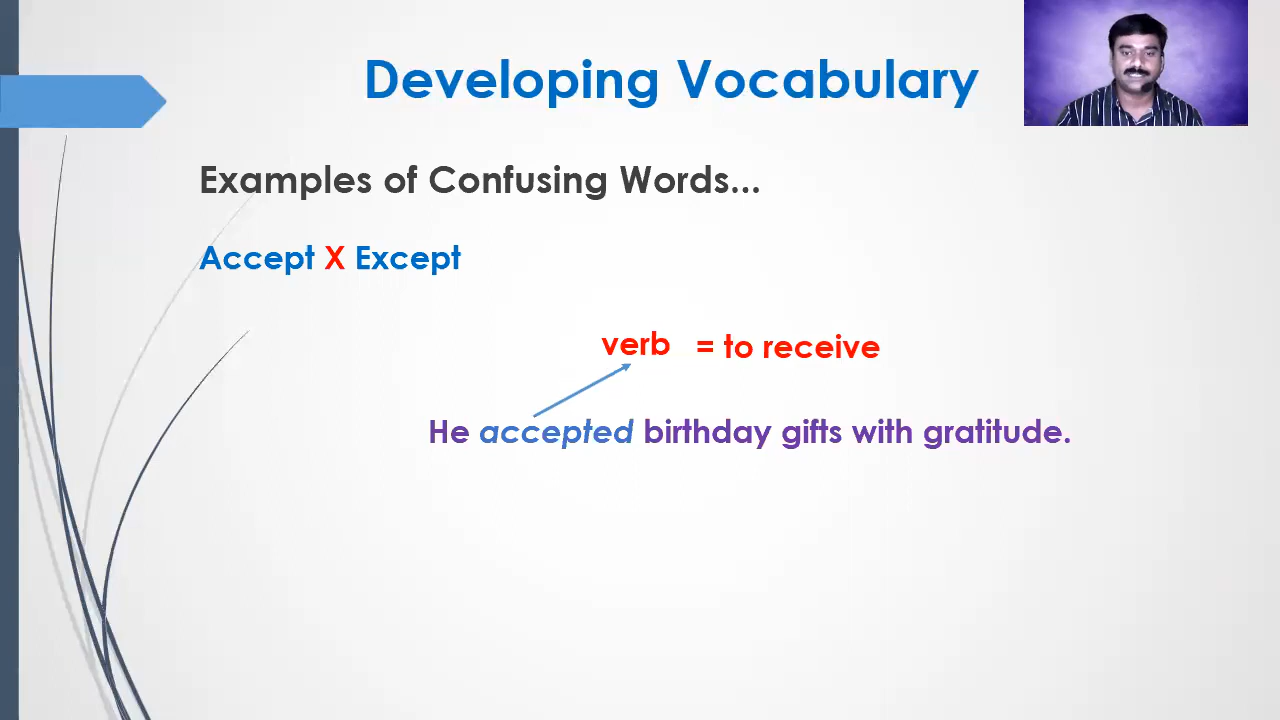 Developing Vocabulary
Examples of Confusing Words...
Accept X Except
verb = to receive
He accepted birthday gifts with gratitude.